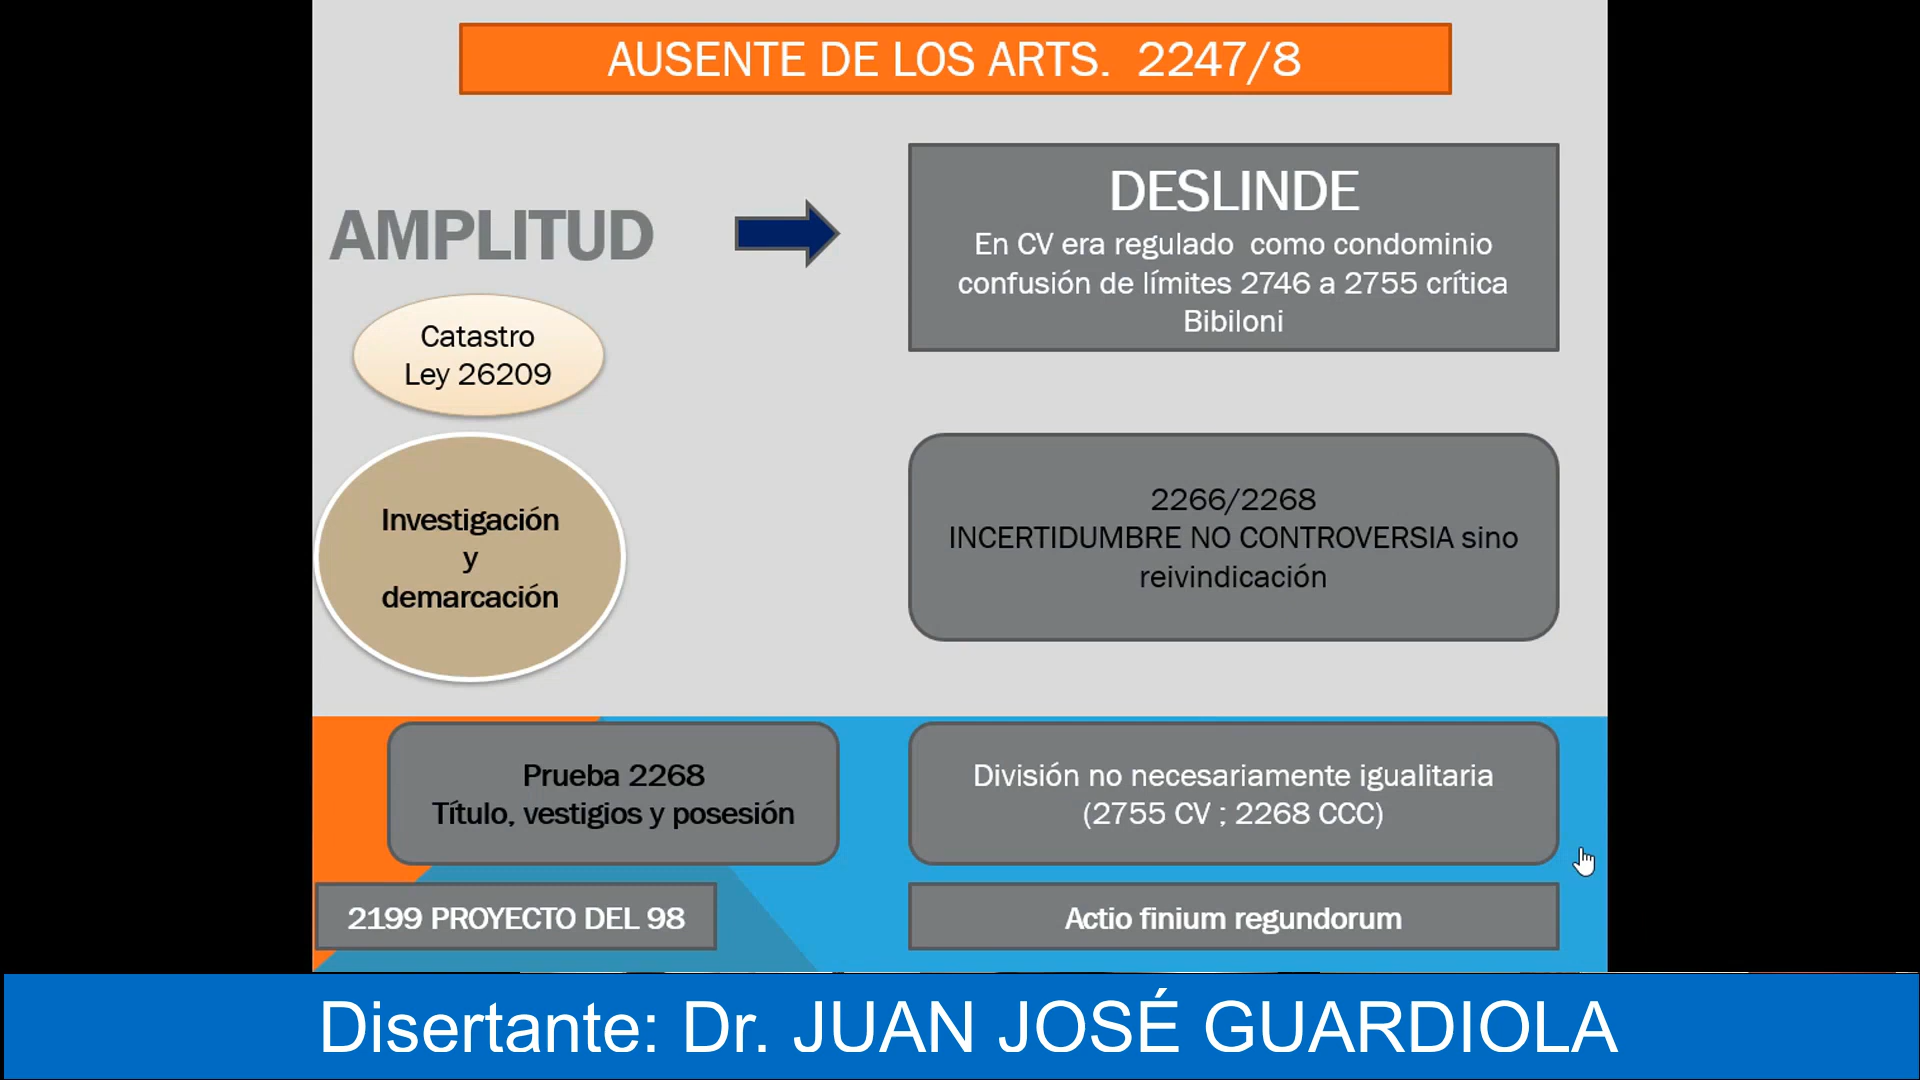 AUSENTE DE LOS ARTS. 2247/8
AMPLITUD
DESLINDE
En CV era regulado como condominio
confusión de límites 2746 a 2755 crítica
Bibiloni
Catastro
Ley 26209
Investigación
y
demarcación
2266/2268
INCERTIDUMBRE NO CONTROVERSIA sino
reivindicación
Prueba 2268
Título, vestigios y posesión
División no necesariamente igualitaria
(2755 CV ; 2268 CCC)
2199 PROYECTO DEL 98
Actio finium regundorum
Disertante: Dr. JUAN JOSÉ GUARDIOLA